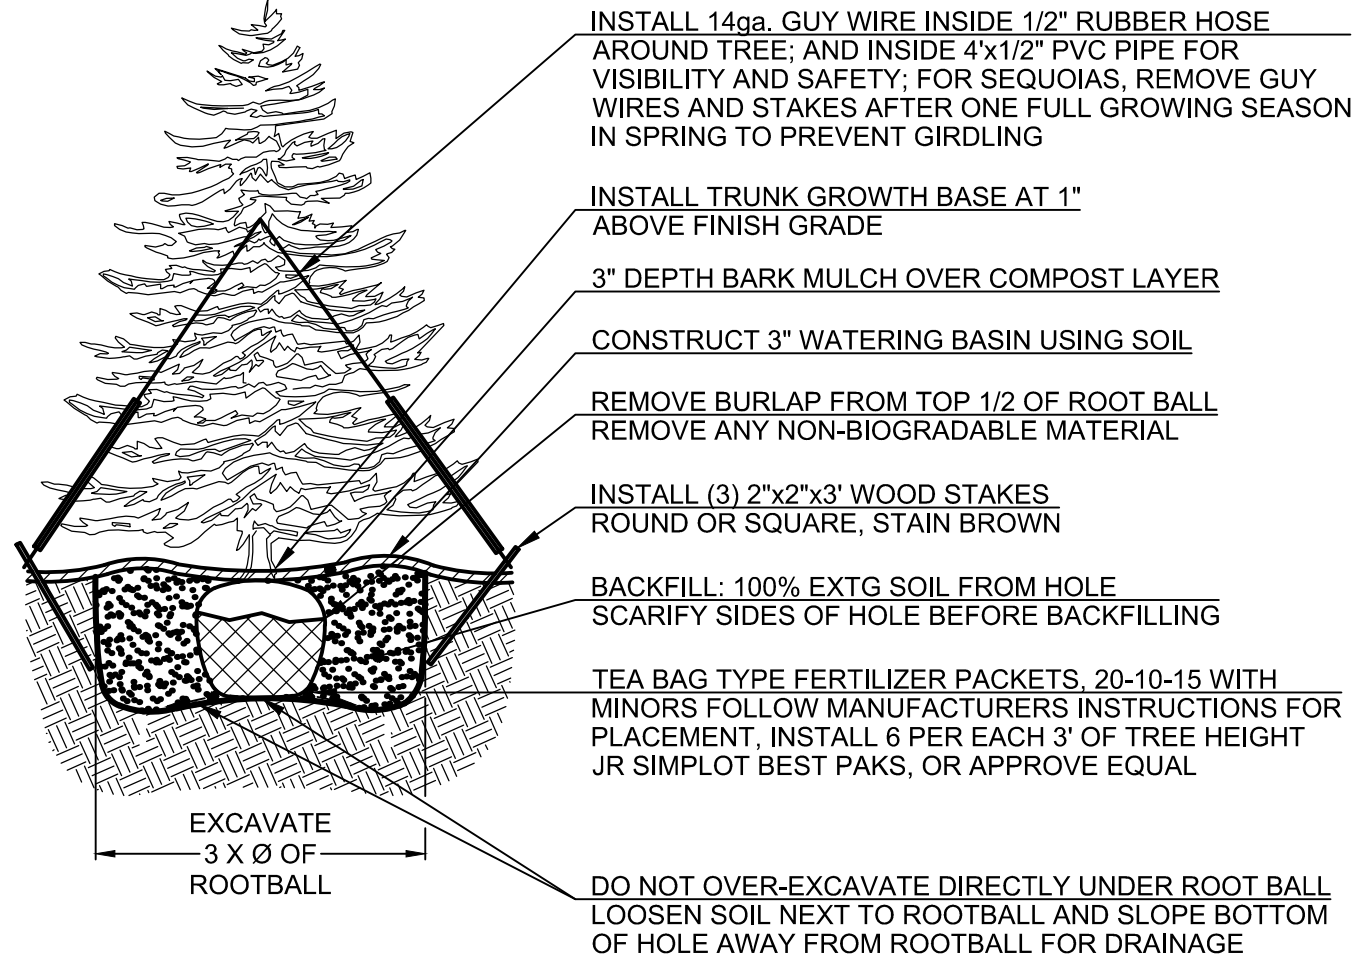 INSTALL 14ga. GUY WIRE INSIDE 1/2" RUBBER HOSE
AROUND TREE; AND INSIDE 4'x1/2" PVC PIPE FOR
VISIBILITY AND SAFETY; FOR SEQUOIAS, REMOVE GUY
WIRES AND STAKES AFTER ONE FULL GROWING SEASON
IN SPRING TO PREVENT GIRDLING
INSTALL TRUNK GROWTH BASE AT 1"
ABOVE FINISH GRADE
3" DEPTH BARK MULCH OVER COMPOST LAYER
CONSTRUCT 3" WATERING BASIN USING SOIL
REMOVE BURLAP FROM TOP 1/2 OF ROOT BALL
REMOVE ANY NON-BIOGRADABLE MATERIAL
INSTALL (3) 2"x2"x3' WOOD STAKES
ROUND OR SQUARE, STAIN BROWN
BACKFILL: 100% EXTG SOIL FROM HOLE
SCARIFY SIDES OF HOLE BEFORE BACKFILLING
TEA BAG TYPE FERTILIZER PACKETS, 20-10-15 WITH
MINORS FOLLOW MANUFACTURERS INSTRUCTIONS FOR
PLACEMENT, INSTALL 6 PER EACH 3' OF TREE HEIGHT
JR SIMPLOT BEST PAKS, OR APPROVE EQUAL
EXCAVATE
3 X Ø OF
ROOTBALL
DO NOT OVER-EXCAVATE DIRECTLY UNDER ROOT BALL
LOOSEN SOIL NEXT TO ROOTBALL AND SLOPE BOTTOM
OF HOLE AWAY FROM ROOTBALL FOR DRAINAGE